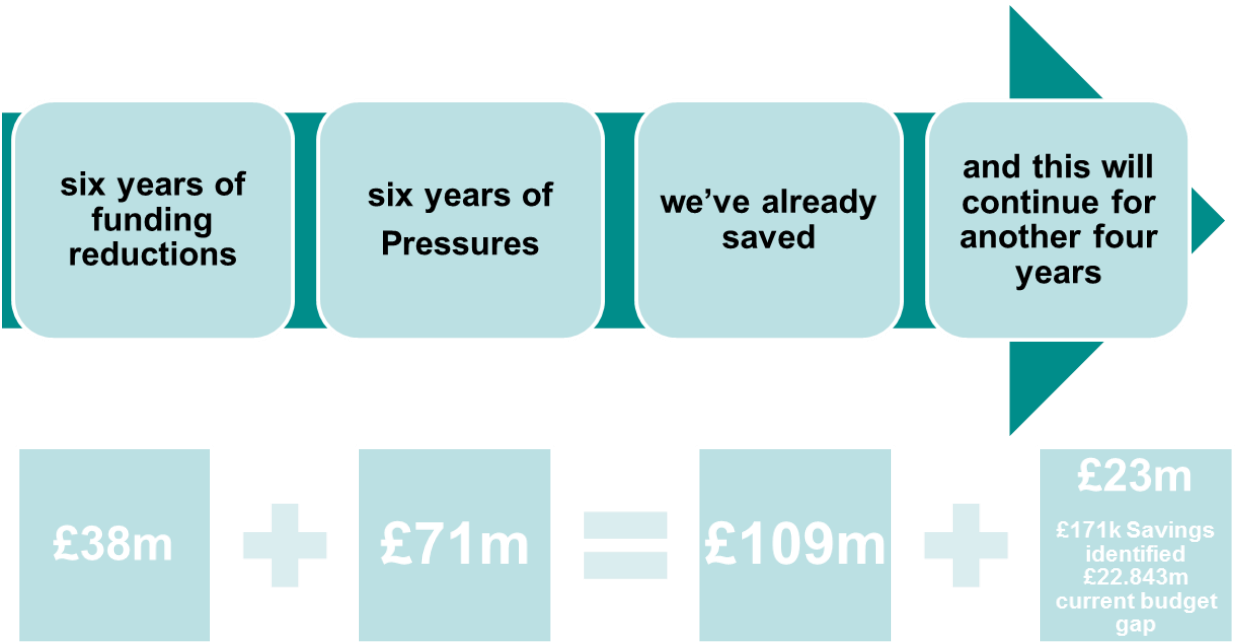 six years of
funding
reductions
six years of
Pressures
we've already
saved
and this will
continue for
another four
years
£38m
+
£71m
=
£109m
+
£23m
£171k Savings
identified
£22.843m
current budget
gap